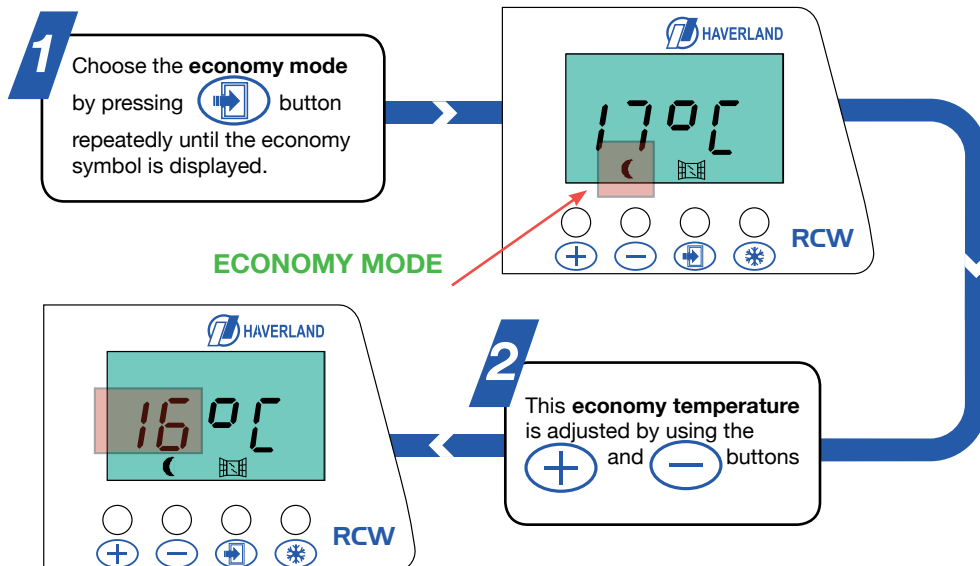 1
Choose the economy mode
by pressing button
repeatedly until the economy
symbol is displayed.
HAVERLAND
17°C
RCW
ECONOMY MODE
2
This economy temperature
is adjusted by using the
+ and - buttons
HAVERLAND
16°C
RCW